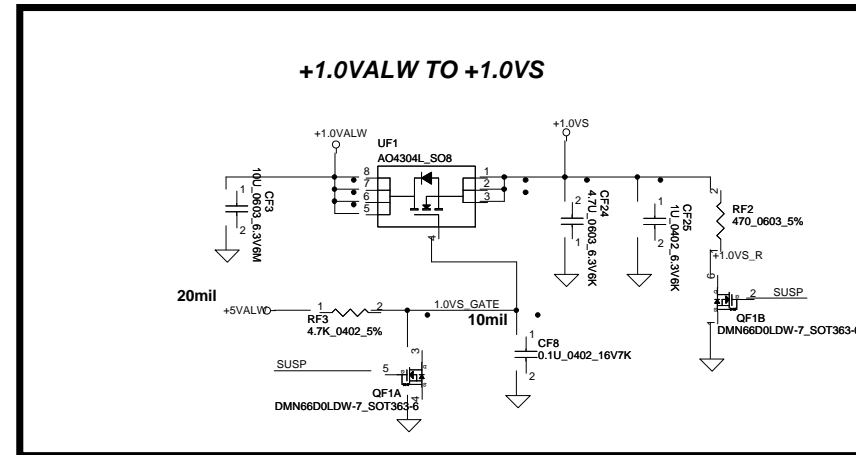 +1.0VALW TO +1.0VS
+1.0VALW
+1.0VS
UF1
AO4304L_SO8
8
7
6
5
1
2
3
4
1
2
CF3
10U_0603_6.3V6M
2
1
CF24
4.7U_0603_6.3V6K
1
2
CF25
1U_0402_6.3V6K
2
1
RF2
470_0603_5%
+1.0VS_R
6
2
SUSP
1
QF1B
DMN66D0LDW-7_SOT363-6
20mil
+5VALW
1
2
RF3
4.7K_0402_5%
1.0VS_GATE
10mil
1
2
CF8
0.1U_0402_16V7K
SUSP
5
3
4
QF1A
DMN66D0LDW-7_SOT363-6